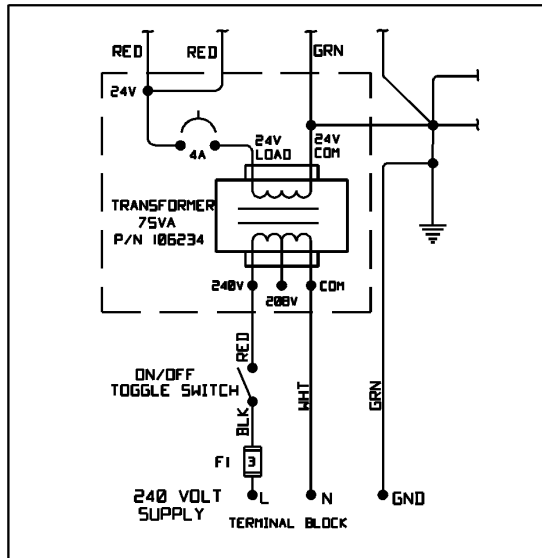 RED
RED
GRN
24V
4A
24V
LOAD
24V
COM
TRANSFORMER
75VA
P/N 106234
240V
208V
COM
RED
ON/OFF
TOGGLE SWITCH
BLK
WHT
GRN
F1
3
240 VOLT
SUPPLY
L
N
GND
TERMINAL BLOCK